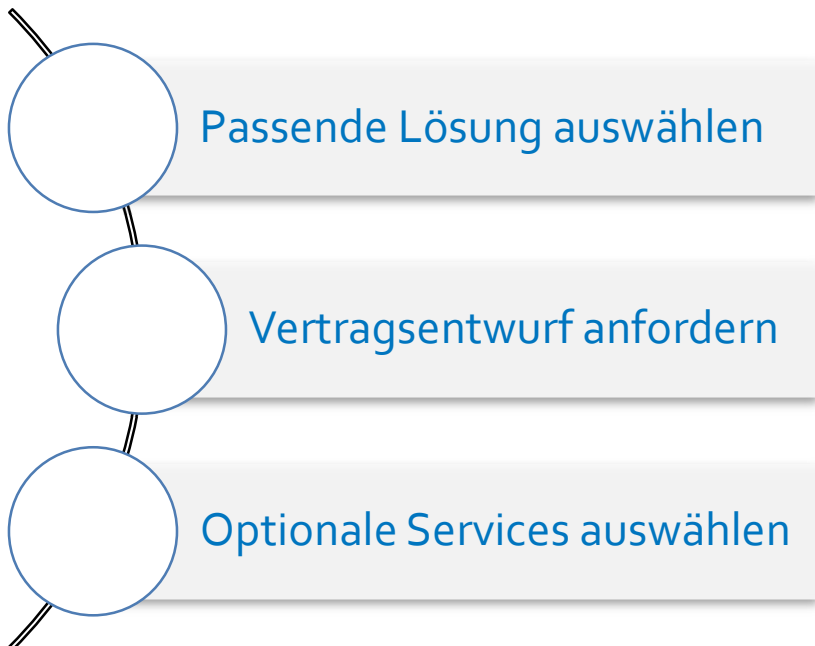 Passende Lösung auswählen
Vertragsentwurf anfordern
Optionale Services auswählen